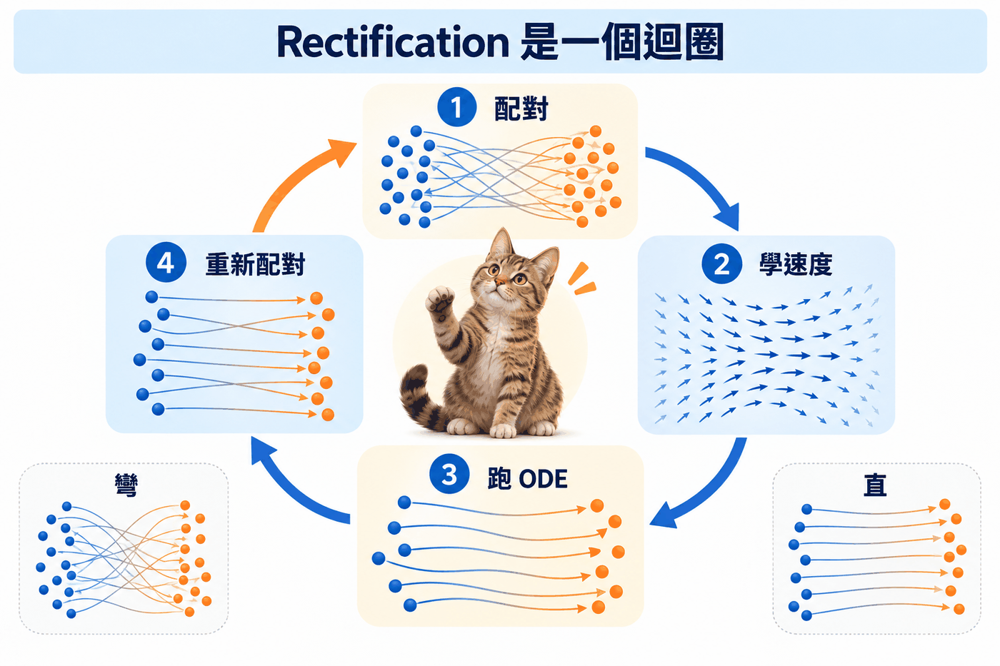 Rectification 是一個迴圈
1 配對
4 重新配對
2 學速度
3 跑 ODE
彎
直